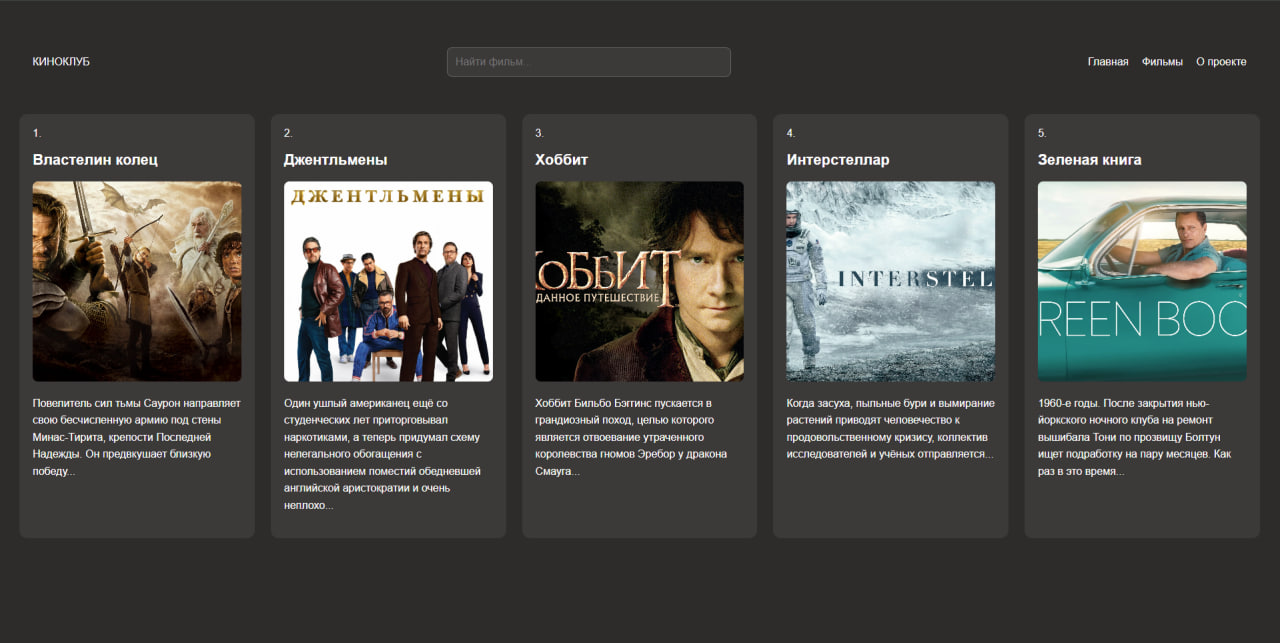 КИНОКЛУБ
Найти фильм...
Главная Фильмы О проекте
1.
Властелин колец
Повелитель сил тьмы Саурон направляет
свою бесчисленную армию под стены
Минас-Тирита, крепости Последней
Надежды. Он предвкушает близкую
победу...
2.
Джентльмены
ДЖЕНТЛЬМЕНЫ
Один ушлый американец ещё со
студенческих лет приторговывал
наркотиками, а теперь придумал схему
нелегального обогащения с
использованием поместий обедневшей
английской аристократии и очень
неплохо...
3.
Хоббит
ХОББИТ
ДАННОЕ ПУТЕШЕСТВИЕ
Хоббит Бильбо Бэггинс пускается в
грандиозный поход, целью которого
является отвоевание утраченного
королевства гномов Эребор у дракона
Смауга...
4.
Интерстеллар
INTERSTEL
Когда засуха, пыльные бури и вымирание
растений приводят человечество к
продовольственному кризису, коллектив
исследователей и учёных отправляется...
5.
Зеленая книга
REEN BOO
1960-е годы. После закрытия нью-
йоркского ночного клуба на ремонт
вышибала Тони по прозвищу Болтун
ищет подработку на пару месяцев. Как
раз в это время...